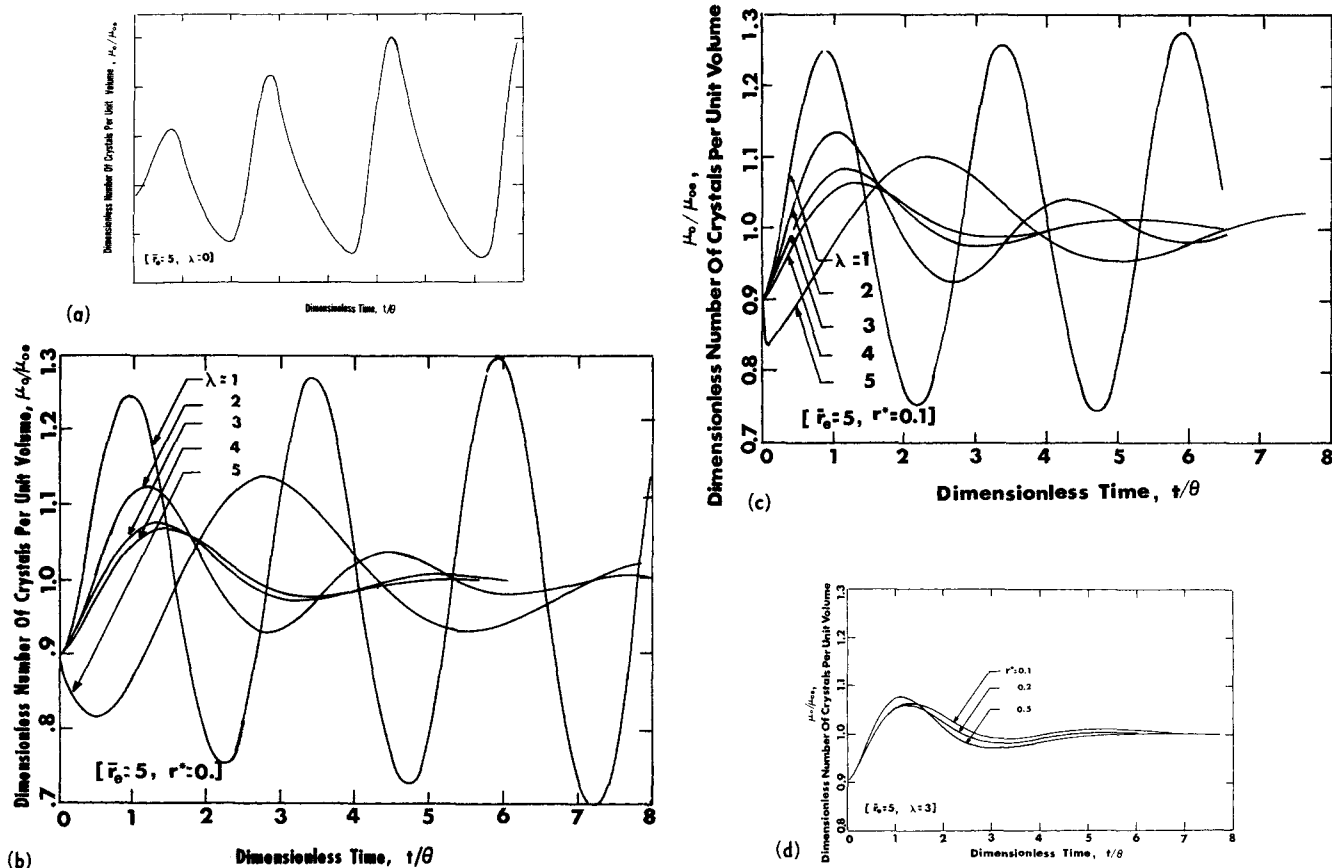 Dimensionless Number Of Crystals Per Unit Volume , μ₀/μ₀ₑ
[r̄ₑ=5, λ=0]
0 1 2 3 4 5 6
Dimensionless Time, t/θ
(a)
Dimensionless Number Of Crystals Per Unit Volume, μ₀/μ₀ₑ
1.3
1.2
1.1
1.0
.9
.8
.7
λ=1
2
3
4
5
[r̄ₑ=5, r*=0.]
0 1 2 3 4 5 6 7 8
Dimensionless Time, t/θ
(b)
Dimensionless Number Of Crystals Per Unit Volume
μ₀/μ₀ₑ,
1.3
1.2
1.1
1.0
0.9
0.8
0.7
λ=1
2
3
4
5
[r̄ₑ=5, r*=0.1]
0 1 2 3 4 5 6 7 8
Dimensionless Time, t/θ
(c)
Dimensionless Number Of Crystals Per Unit Volume
μ₀/μ₀ₑ,
1.3
1.2
1.1
1.0
0.9
0.8
r*=0.1
0.2
0.5
[r̄ₑ=5, λ=3]
0 1 2 3 4 5 6 7 8
Dimensionless Time, t/θ
(d)